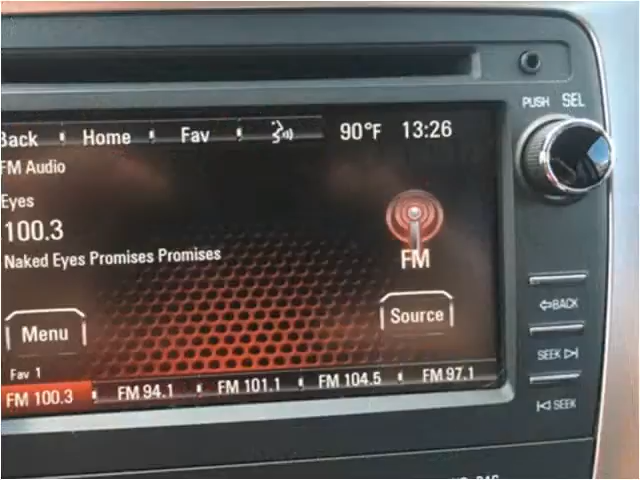 PUSH SEL
Back Home Fav 90°F 13:26
FM Audio
Eyes
100.3
Naked Eyes Promises Promises
FM
Menu Source
BACK
SEEK
SEEK
Fav 1
FM 100.3 FM 94.1 FM 101.1 FM 104.5 FM 97.1